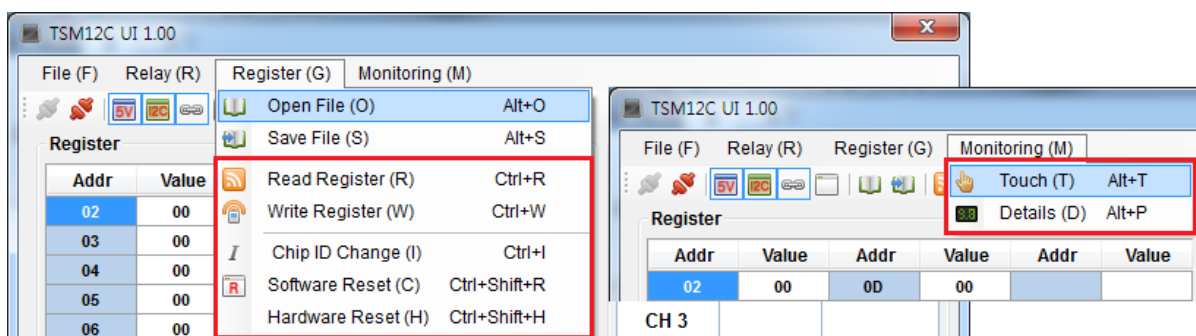 TSM12C UI 1.00
File (F) Relay (R) Register (G) Monitoring (M)
5V I2C
Open File (O) Alt+O
Save File (S) Alt+S
Read Register (R) Ctrl+R
Write Register (W) Ctrl+W
I Chip ID Change (I) Ctrl+I
R Software Reset (C) Ctrl+Shift+R
Hardware Reset (H) Ctrl+Shift+H
Register
Addr Value
02 00
03 00
04 00
05 00
06 00
TSM12C UI 1.00
File (F) Relay (R) Register (G) Monitoring (M)
5V I2C
Touch (T) Alt+T
9.8 Details (D) Alt+P
Register
Addr Value Addr Value Addr Value
02 00 0D 00
CH 3